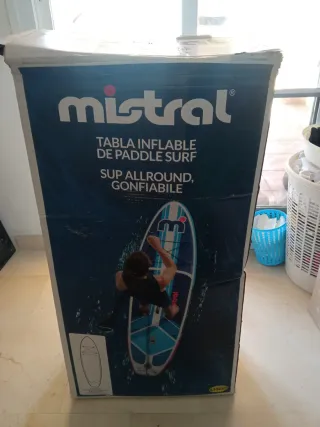 mistral®
TABLA INFLABLE
DE PADDLE SURF
SUP ALLROUND,
GONFIABILE